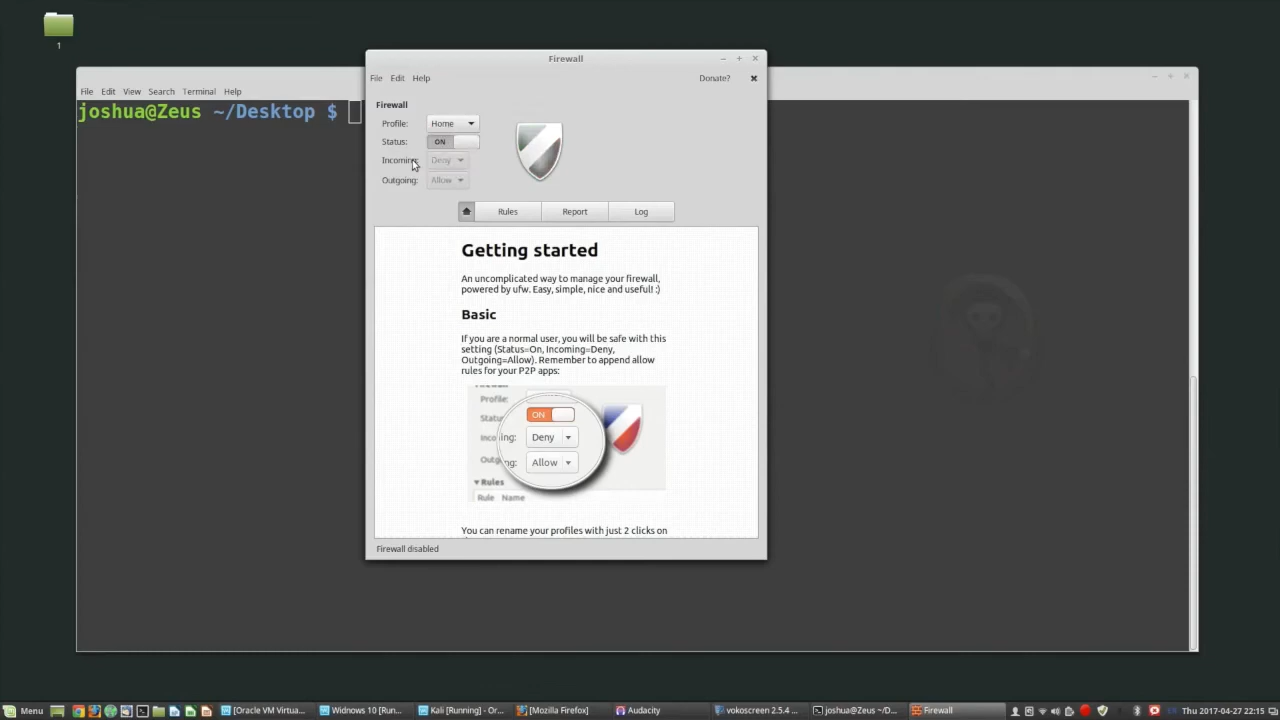 1
Firewall
File Edit Help
Donate?
File Edit View Search Terminal Help
joshua@Zeus ~/Desktop $
Firewall
Profile: Home
Status: ON
Incoming: Deny
Outgoing: Allow
Rules Report Log
Getting started
An uncomplicated way to manage your firewall,
powered by ufw. Easy, simple, nice and useful! :)
Basic
If you are a normal user, you will be safe with this
setting (Status=On, Incoming=Deny,
Outgoing=Allow). Remember to append allow
rules for your P2P apps:
Profile:
Statu
ON
Inco
ing: Deny
Outg
ng: Allow
Rules
Rule Name
You can rename your profiles with just 2 clicks on
Firewall disabled
Menu [Oracle VM Virtua... Widnows 10 [Run... Kali [Running] - Or... [Mozilla Firefox] Audacity vokoscreen 2.5.4 ... joshua@Zeus ~/D... Firewall Thu 2017-04-27 22:15